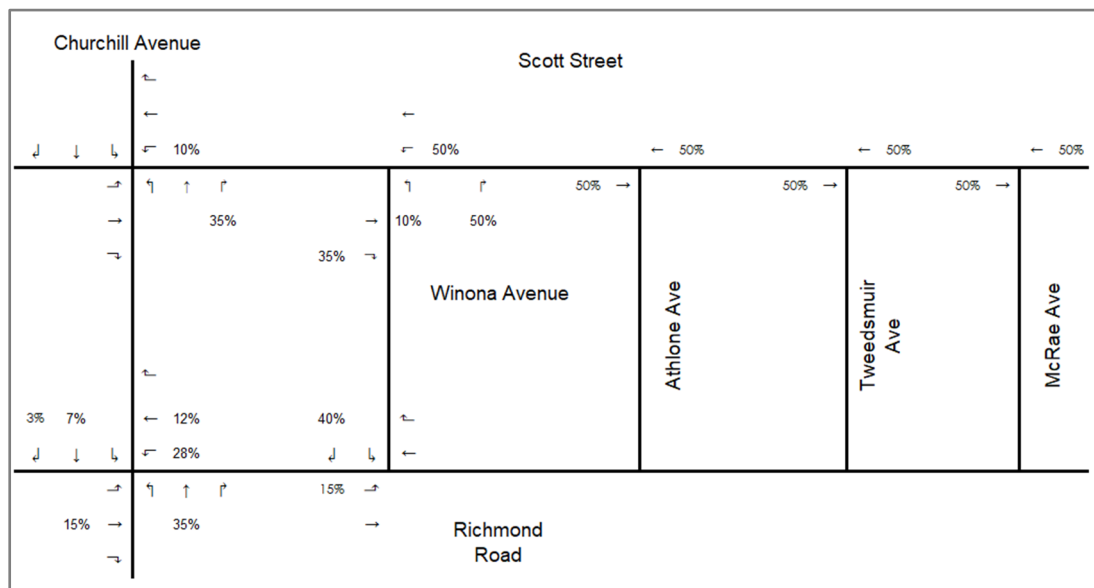 Churchill Avenue
Scott Street
10% 50% 50% 50% 50%
50% 50% 50%
35% 10% 50%
35%
Winona Avenue
Athlone Ave
Tweedsmuir
Ave
McRae Ave
3% 7% 12% 40%
28%
15%
15% 35%
Richmond
Road